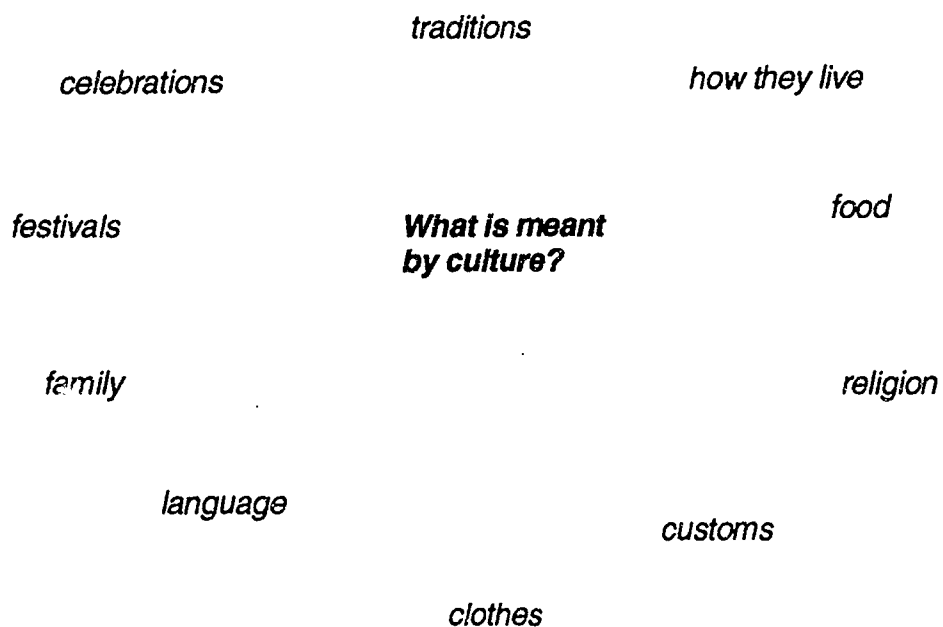 traditions
celebrations
how they live
festivals
What is meant
by culture?
food
family
religion
language
customs
clothes